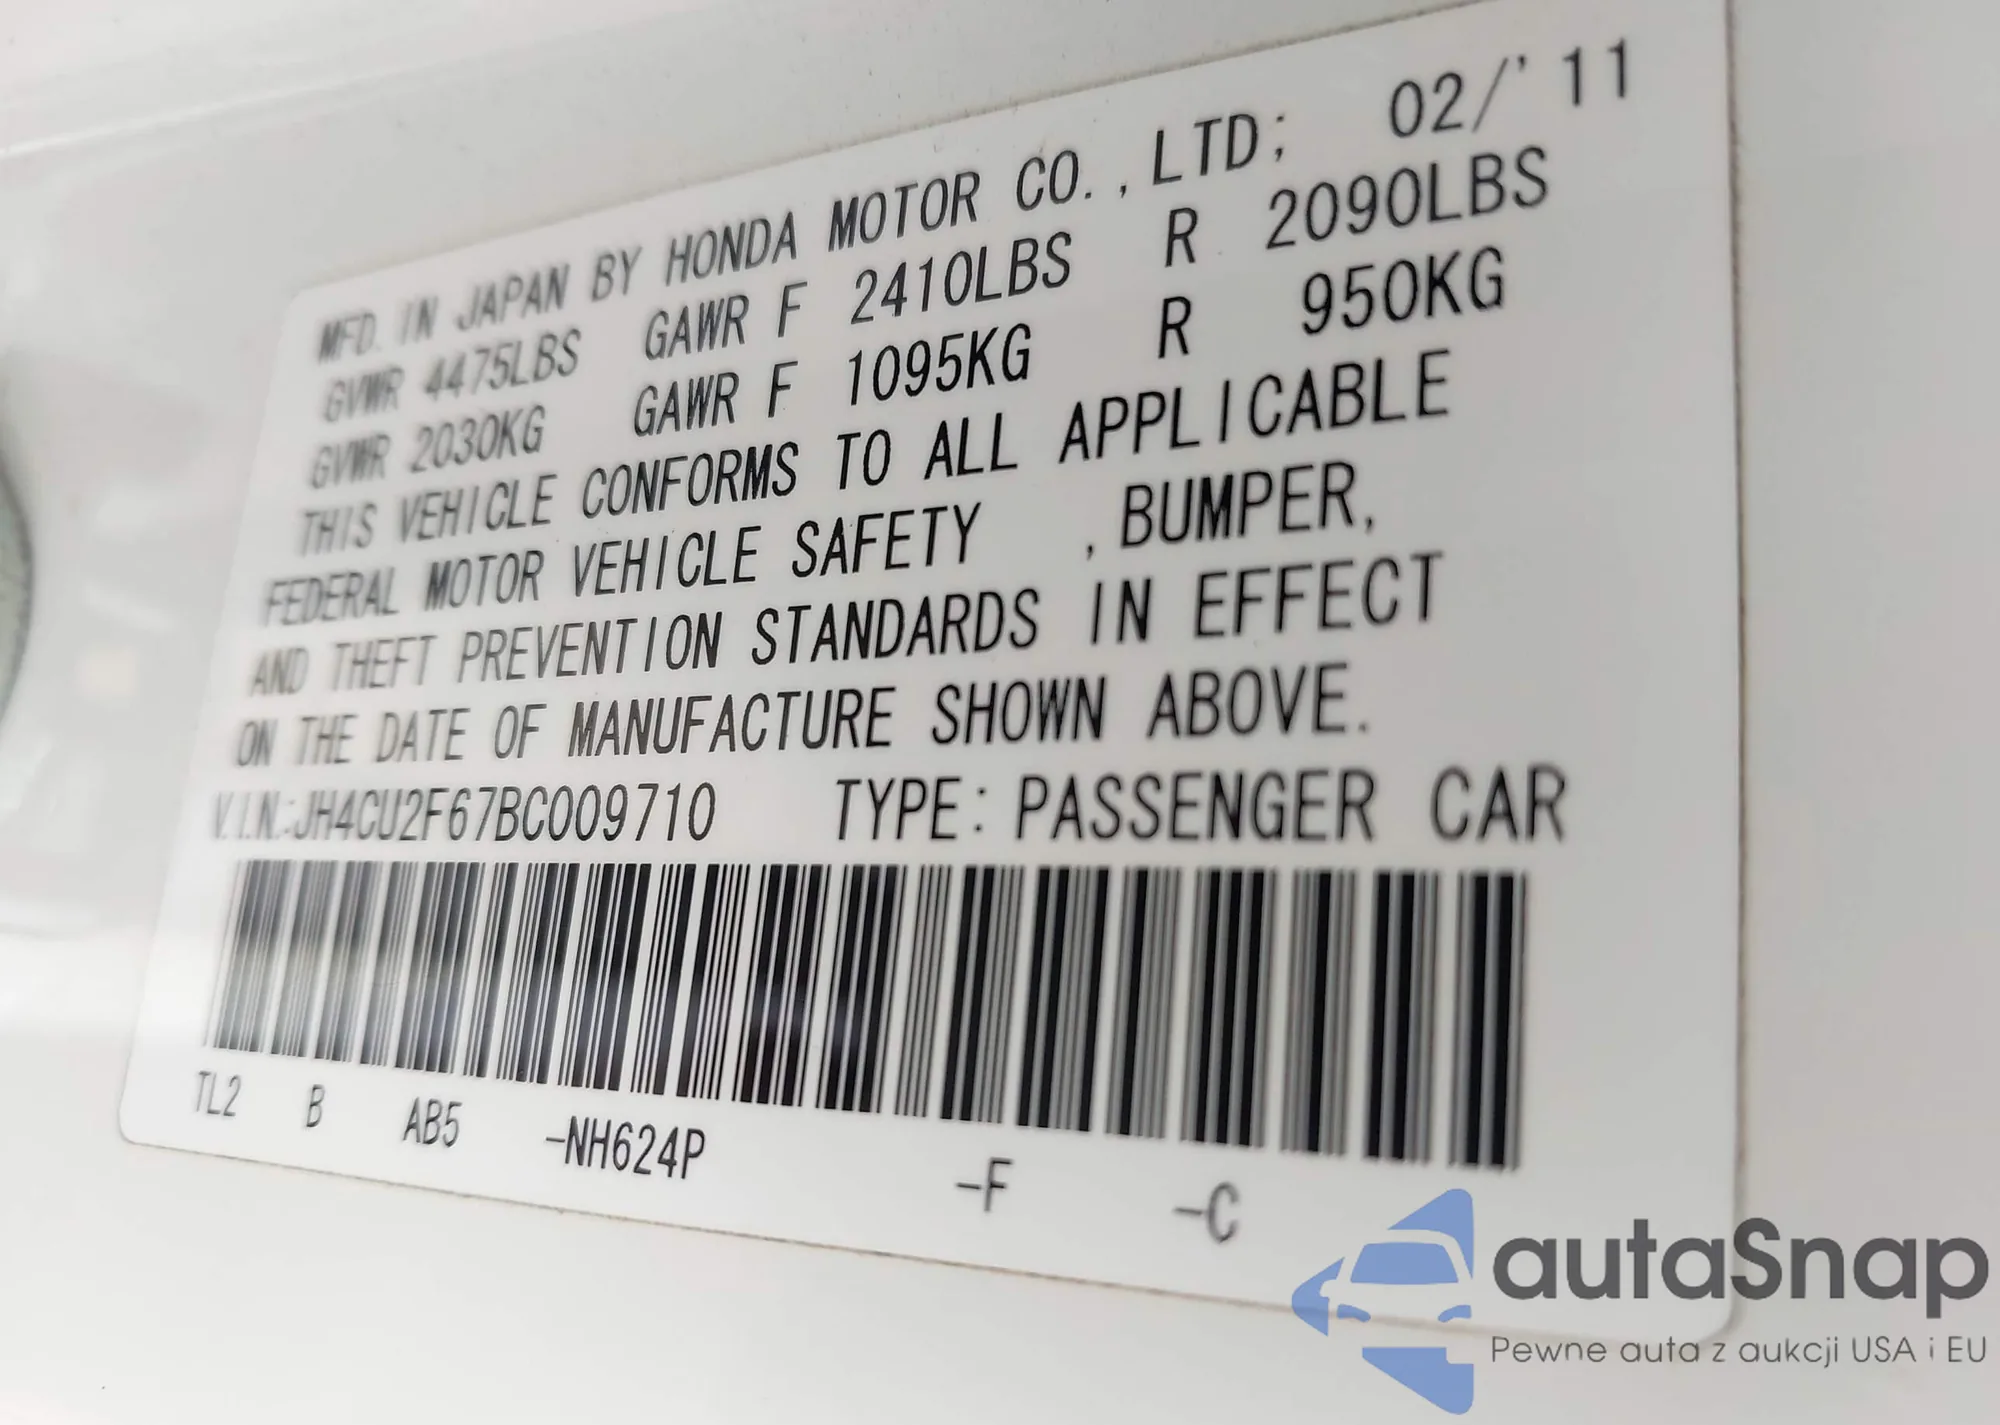 MFD. IN JAPAN BY HONDA MOTOR CO.,LTD; 02/'11
GVWR 4475LBS GAWR F 2410LBS R 2090LBS
GVWR 2030KG GAWR F 1095KG R 950KG
THIS VEHICLE CONFORMS TO ALL APPLICABLE
FEDERAL MOTOR VEHICLE SAFETY ,BUMPER,
AND THEFT PREVENTION STANDARDS IN EFFECT
ON THE DATE OF MANUFACTURE SHOWN ABOVE.
V.I.N.:JH4CU2F67BC009710 TYPE: PASSENGER CAR
TL2 B AB5 -NH624P -F -C
autaSnap
Pewne auta z aukcji USA i EU